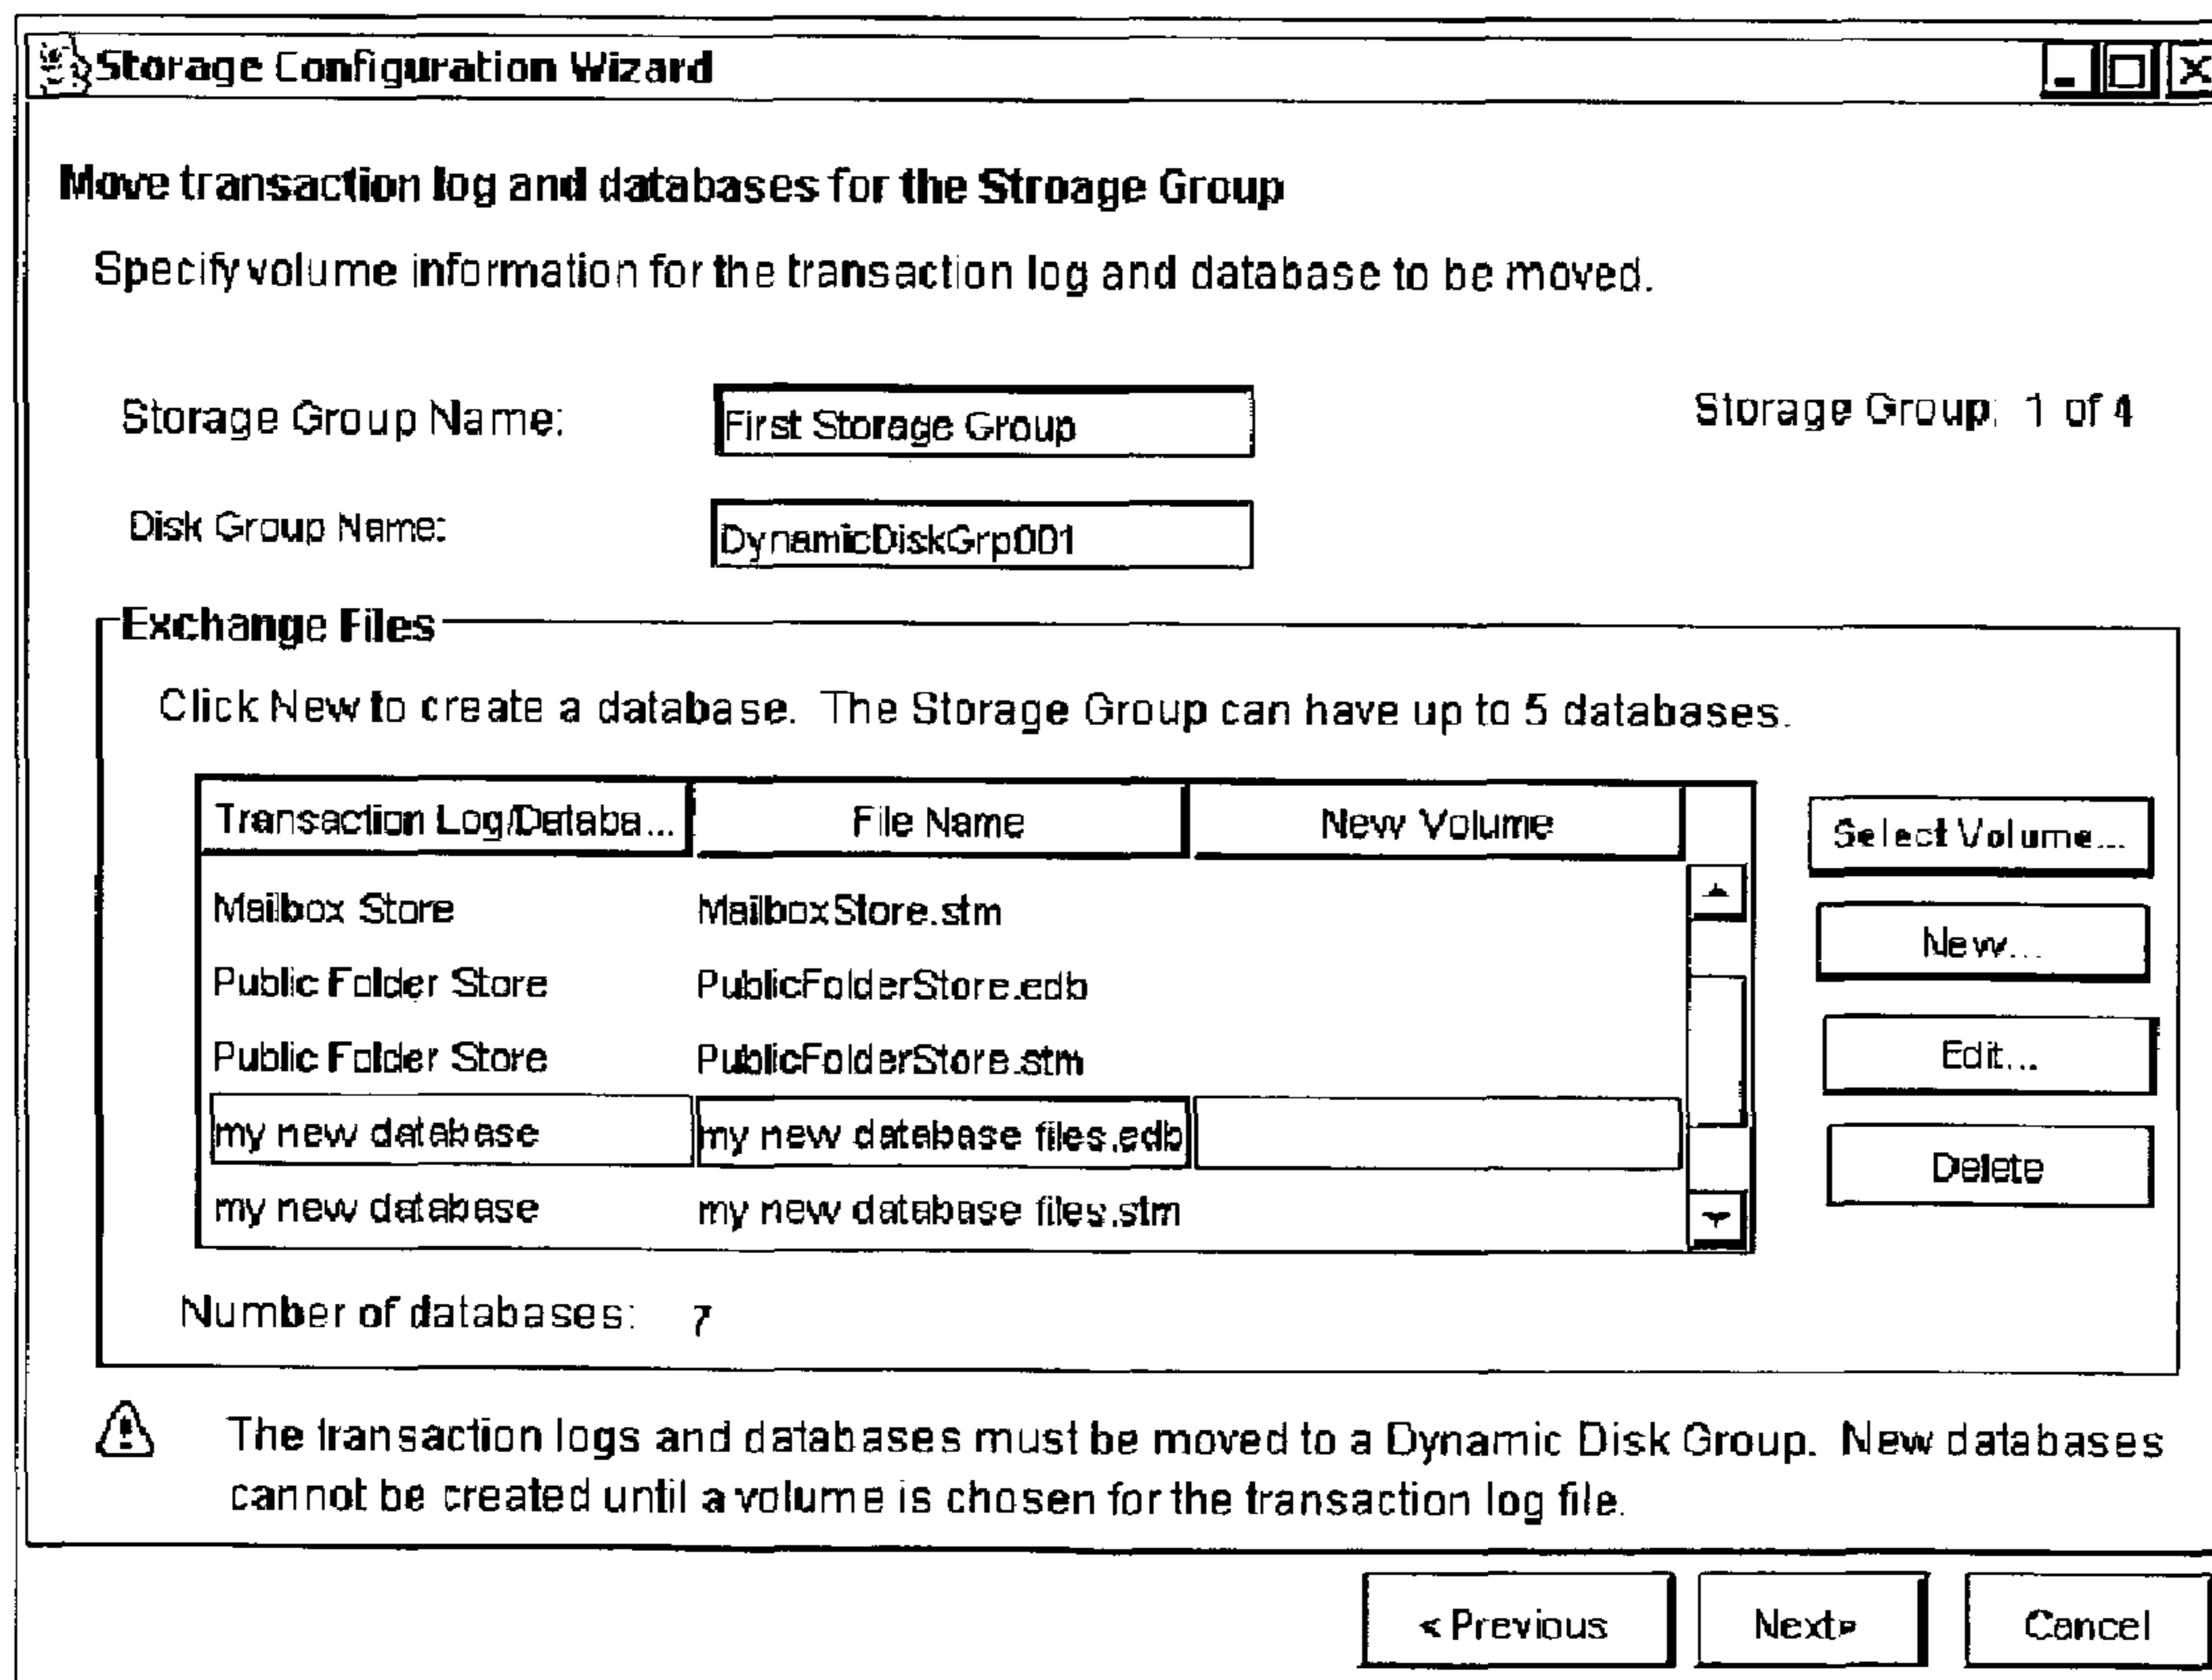 Storage Configuration Wizard
Move transaction log and databases for the Stroage Group
Specify volume information for the transaction log and database to be moved.
Storage Group Name: First Storage Group Storage Group: 1 of 4
Disk Group Name: DynamicDiskGrp001
Exchange Files
Click New to create a database. The Storage Group can have up to 5 databases.
Transaction Log/Databa... File Name New Volume Select Volume...
Mailbox Store MailboxStore.stm New...
Public Folder Store PublicFolderStore.edb
Public Folder Store PublicFolderStore.stm Edit...
my new database my new database files.edb Delete
my new database my new database files.stm
Number of databases: 7
The transaction logs and databases must be moved to a Dynamic Disk Group. New databases
cannot be created until a volume is chosen for the transaction log file.
< Previous Next» Cancel